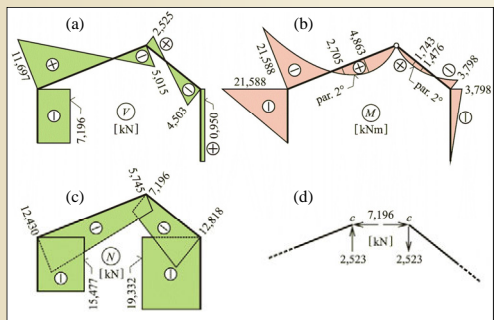 (a)
11,697
2,525
5,015
4,503
7,196
0,950
V
[kN]
(b)
21,588
21,588
2,705
4,863
1,743
1,476
3,798
3,798
par. 2°
par. 2°
M
[kNm]
(c)
5,745
7,196
12,430
12,818
15,477
19,332
N
[kN]
(d)
c
7,196
c
[kN]
2,523
2,523